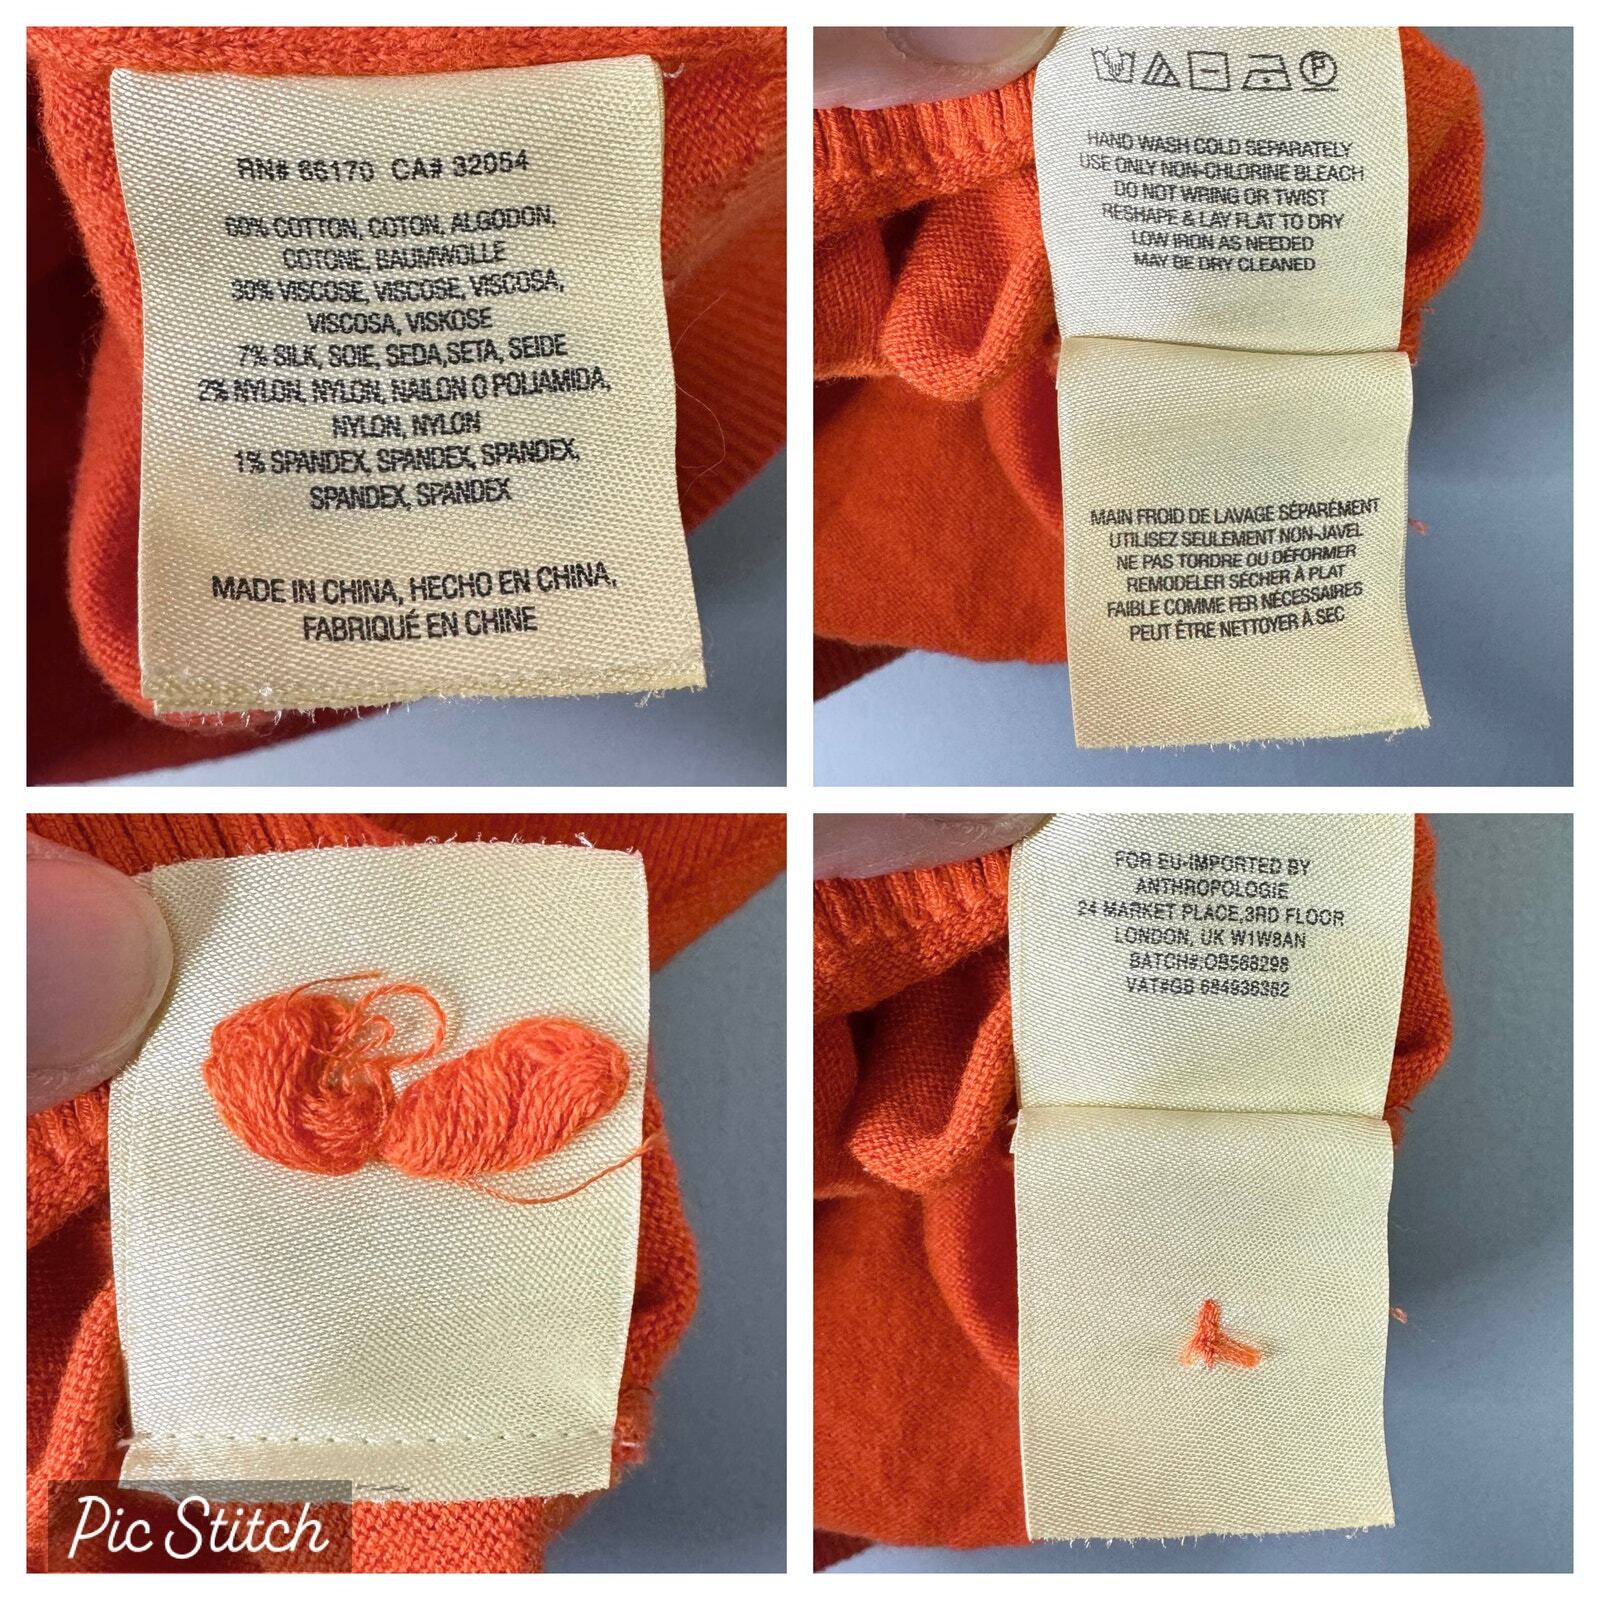 RN# 66170 CA# 32054
60% COTTON, COTON, ALGODON,
COTONE, BAUMWOLLE
30% VISCOSE, VISCOSE, VISCOSA,
VISCOSA, VISKOSE
7% SILK, SOIE, SEDA,SETA, SEIDE
2% NYLON, NYLON, NAILON O POLIAMIDA,
NYLON, NYLON
1% SPANDEX, SPANDEX, SPANDEX,
SPANDEX, SPANDEX
MADE IN CHINA, HECHO EN CHINA,
FABRIQUÉ EN CHINE
P
HAND WASH COLD SEPARATELY
USE ONLY NON-CHLORINE BLEACH
DO NOT WRING OR TWIST
RESHAPE & LAY FLAT TO DRY
LOW IRON AS NEEDED
MAY BE DRY CLEANED
MAIN FROID DE LAVAGE SÉPARÉMENT
UTILISEZ SEULEMENT NON-JAVEL
NE PAS TORDRE OU DÉFORMER
REMODELER SÉCHER À PLAT
FAIBLE COMME FER NÉCESSAIRES
PEUT ÊTRE NETTOYER À SEC
FOR EU-IMPORTED BY
ANTHROPOLOGIE
24 MARKET PLACE,3RD FLOOR
LONDON, UK W1W8AN
BATCH#:OB568298
VAT#GB 684936382
Pic Stitch